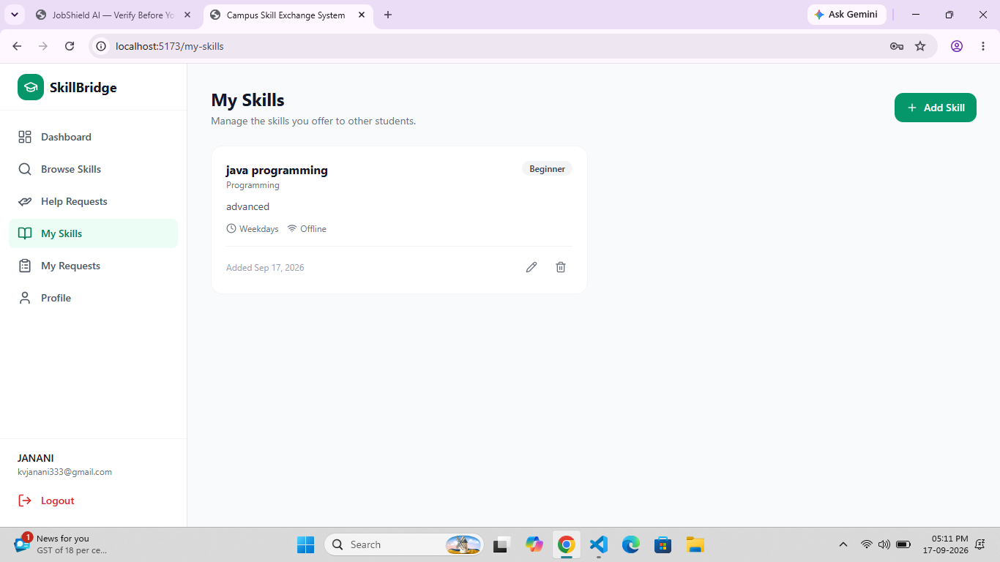 JobShield AI — Verify Before Yo
Campus Skill Exchange System
Ask Gemini
localhost:5173/my-skills
SkillBridge
Dashboard
Browse Skills
Help Requests
My Skills
My Requests
Profile
JANANI
kvjanani333@gmail.com
Logout
My Skills
Manage the skills you offer to other students.
Add Skill
java programming
Beginner
Programming
advanced
Weekdays Offline
Added Sep 17, 2026
1
News for you
GST of 18 per ce...
Search
05:11 PM
17-09-2026